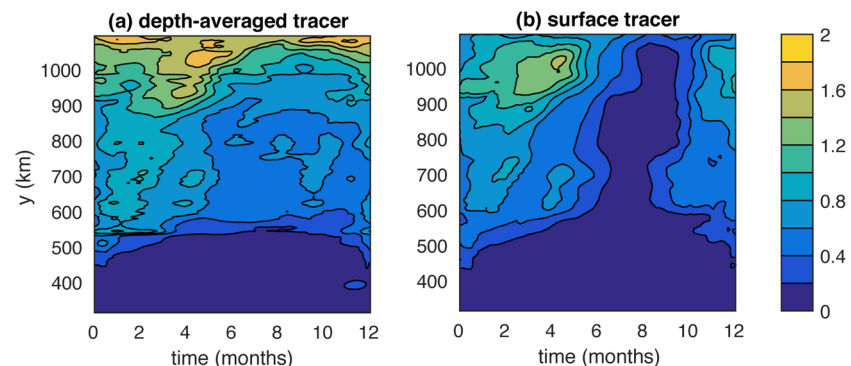 (a) depth-averaged tracer
(b) surface tracer
y (km)
1000
900
800
700
600
500
400
0 2 4 6 8 10 12
time (months)
1000
900
800
700
600
500
400
0 2 4 6 8 10 12
time (months)
2
1.6
1.2
0.8
0.4
0